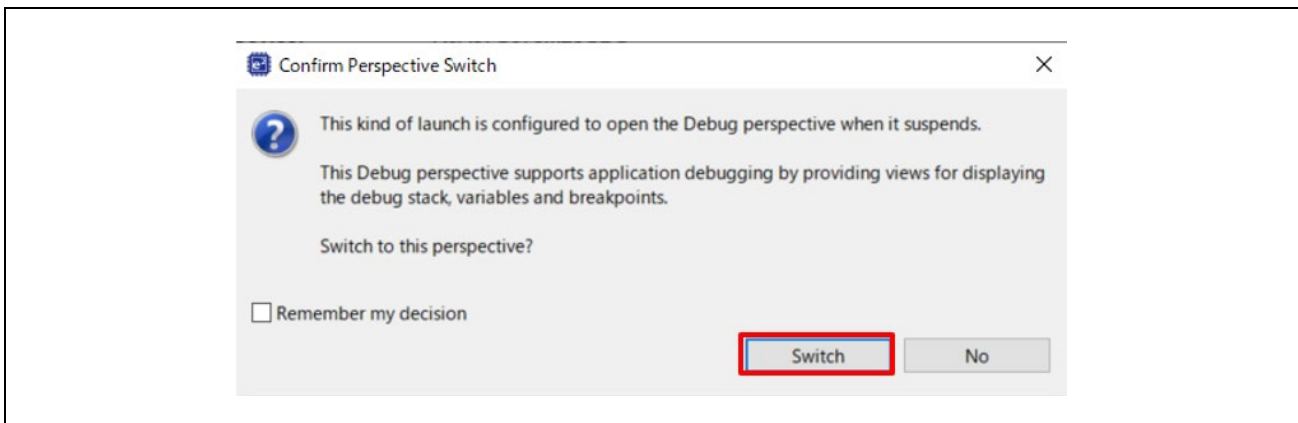 Confirm Perspective Switch
This kind of launch is configured to open the Debug perspective when it suspends.
This Debug perspective supports application debugging by providing views for displaying
the debug stack, variables and breakpoints.
Switch to this perspective?
Remember my decision
Switch
No